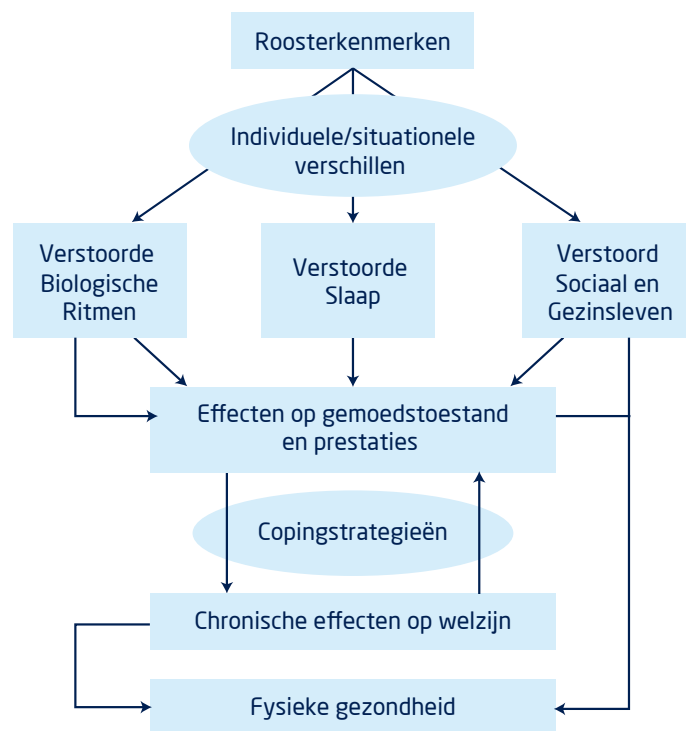 Roosterkenmerken
Individuele/situationele
verschillen
Verstoorde
Biologische
Ritmen
Verstoorde
Slaap
Verstoord
Sociaal en
Gezinsleven
Effecten op gemoedstoestand
en prestaties
Copingstrategieën
Chronische effecten op welzijn
Fysieke gezondheid